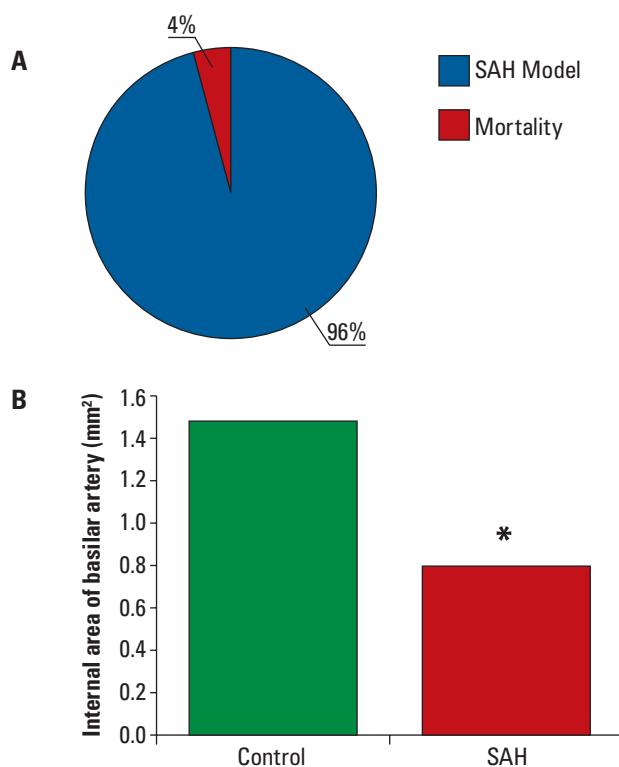 A
4%
SAH Model
Mortality
96%
B
Internal area of basilar artery (mm²)
1.6
1.4
1.2
1.0
0.8
0.6
0.4
0.2
0.0
*
Control
SAH